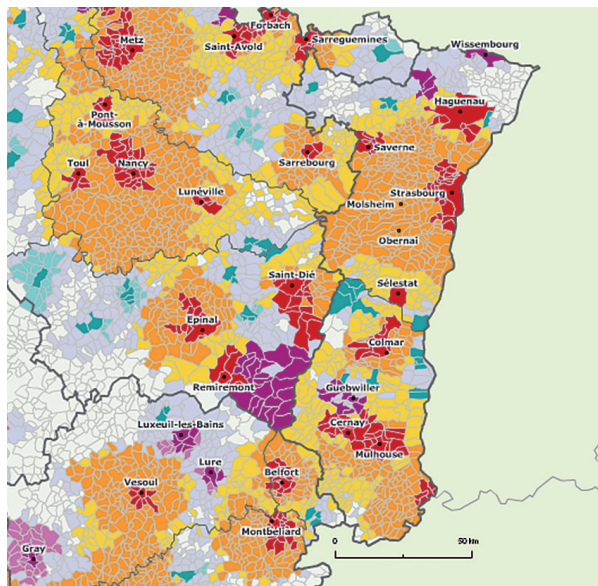 Forbach
Metz
Saint-Avold
Sarreguemines
Wissembourg
Haguenau
Pont-
à-Mousson
Saverne
Sarrebourg
Toul
Nancy
Lunéville
Strasbourg
Molsheim
Obernai
Saint-Dié
Sélestat
Epinal
Colmar
Remiremont
Guebwiller
Luxeuil-les-Bains
Cernay
Mulhouse
Lure
Belfort
Vesoul
Montbéliard
Gray
0 50 km